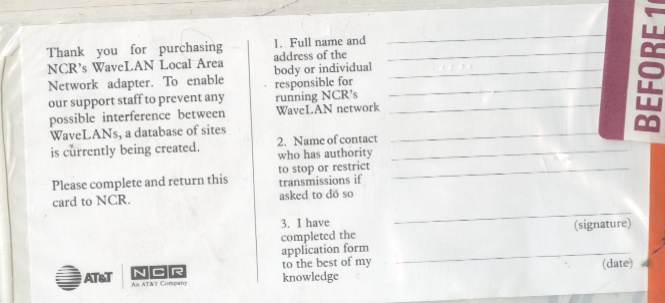 Thank you for purchasing
NCR's WaveLAN Local Area
Network adapter. To enable
our support staff to prevent any
possible interference between
WaveLANs, a database of sites
is currently being created.
Please complete and return this
card to NCR.
AT&T
NCR
An AT&T Company
1. Full name and
address of the
body or individual
responsible for
running NCR's
WaveLAN network
2. Name of contact
who has authority
to stop or restrict
transmissions if
asked to do so
3. I have
completed the
application form
to the best of my
knowledge
(signature)
(date)
BEFORE